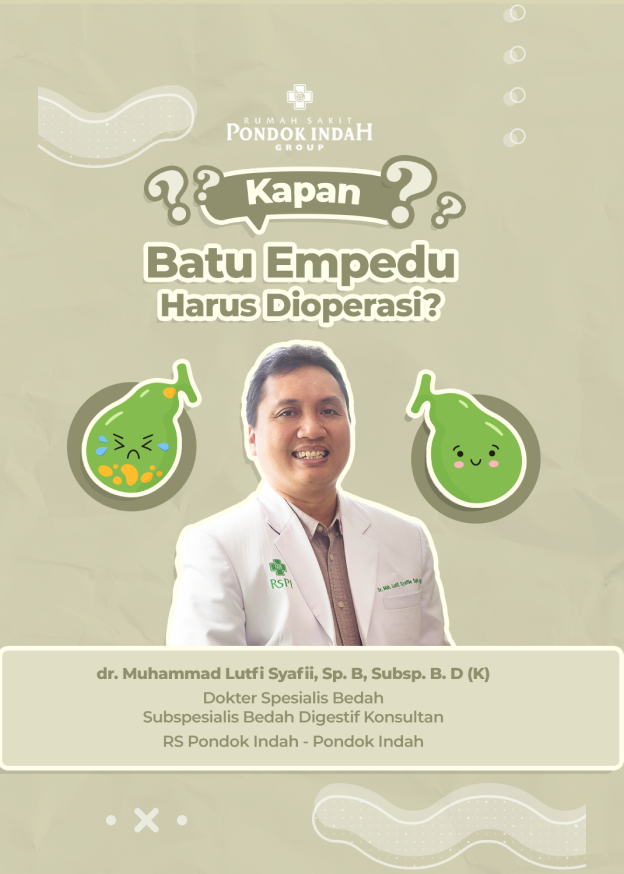 RUMAH SAKIT
PONDOK INDAH
GROUP
Kapan
Batu Empedu
Harus Dioperasi?
RSPI
dr. Muhammad Lutfi Syafii, Sp. B, Subsp. B. D (K)
Dokter Spesialis Bedah
Subspesialis Bedah Digestif Konsultan
RS Pondok Indah - Pondok Indah